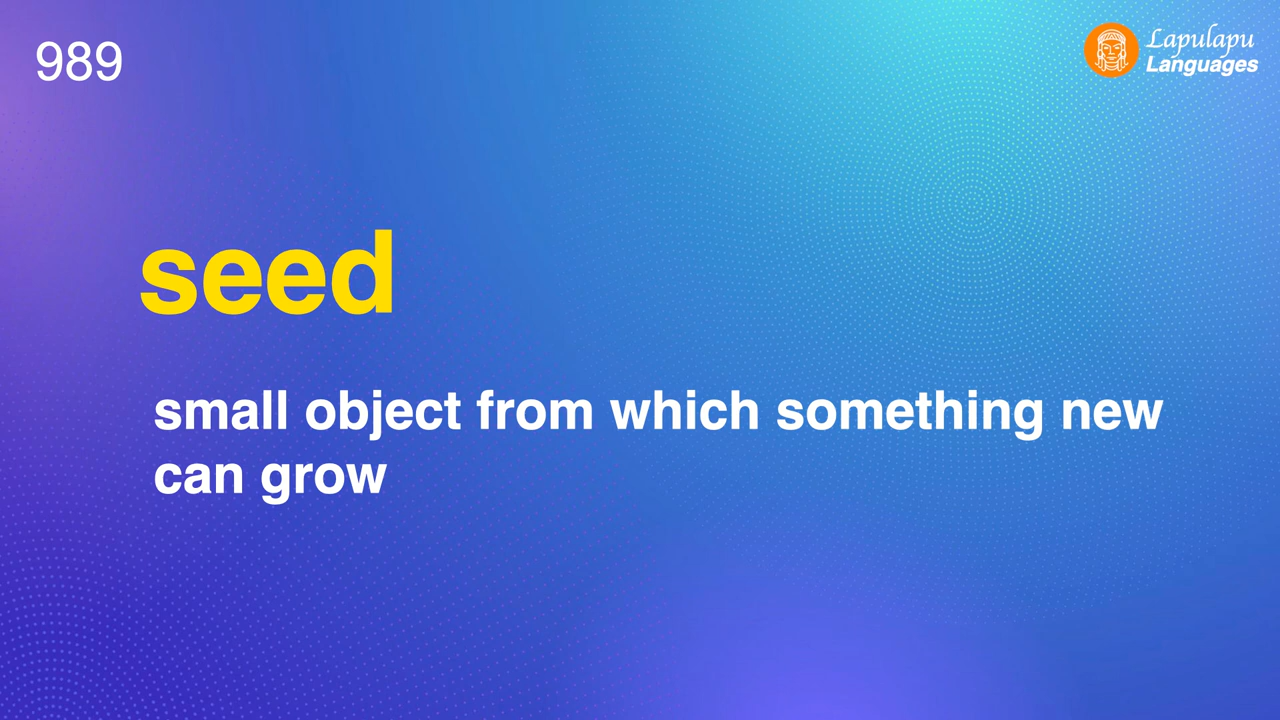 989
Lapulapu
Languages
seed
small object from which something new
can grow